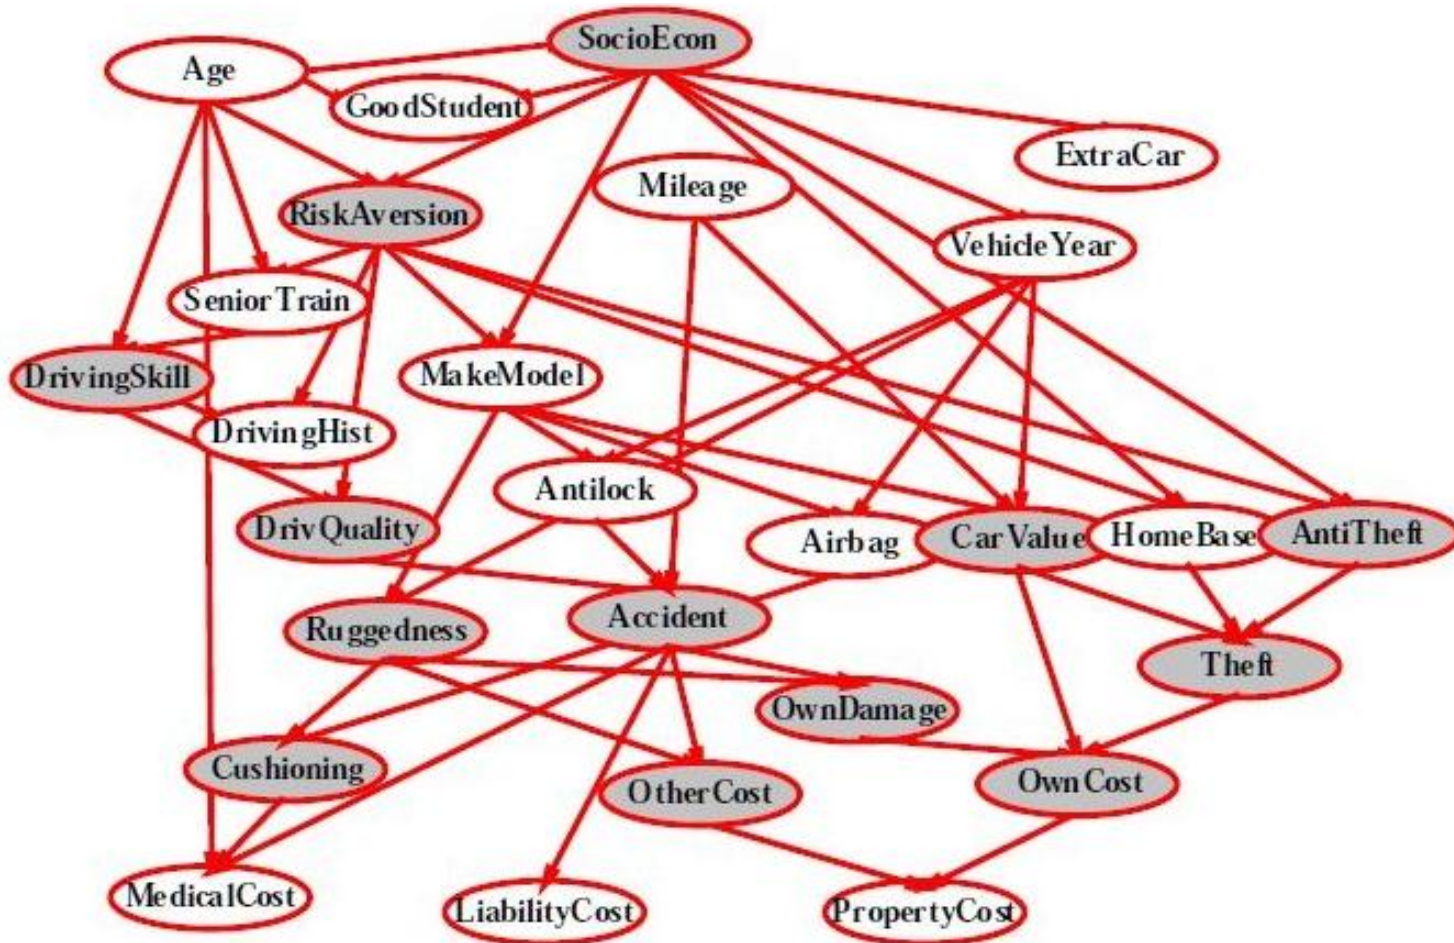 SocioEcon
Age
GoodStudent
ExtraCar
Mileage
RiskAversion
VehicleYear
SeniorTrain
DrivingSkill
MakeModel
DrivingHist
Antilock
DrivQuality
Airbag
CarValue
HomeBase
AntiTheft
Ruggedness
Accident
Theft
OwnDamage
Cushioning
OtherCost
OwnCost
MedicalCost
LiabilityCost
PropertyCost